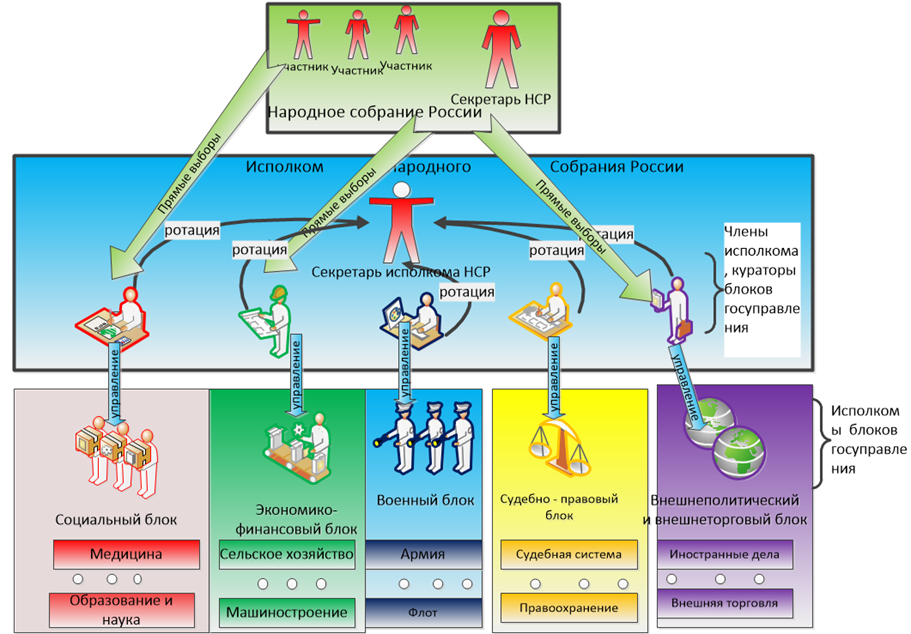 участник
Участник
Участник
Секретарь НСР
Народное собрание России
Прямые выборы
Прямые выборы
Прямые выборы
Исполком Народного Собрания России
ротация
ротация
ротация
ротация
ротация
Секретарь исполкома НСР
Члены
исполкома
, кураторы
блоков
госуправле
ния
управление
управление
управление
управление
управление
Исполком
ы блоков
госуправле
ния
Социальный блок
Экономико-
финансовый блок
Военный блок
Судебно - правовый
блок
Внешнеполитический
и внешнеторговый блок
Медицина
Сельское хозяйство
Армия
Судебная система
Иностранные дела
Образование и
наука
Машиностроение
Флот
Правоохранение
Внешняя торговля